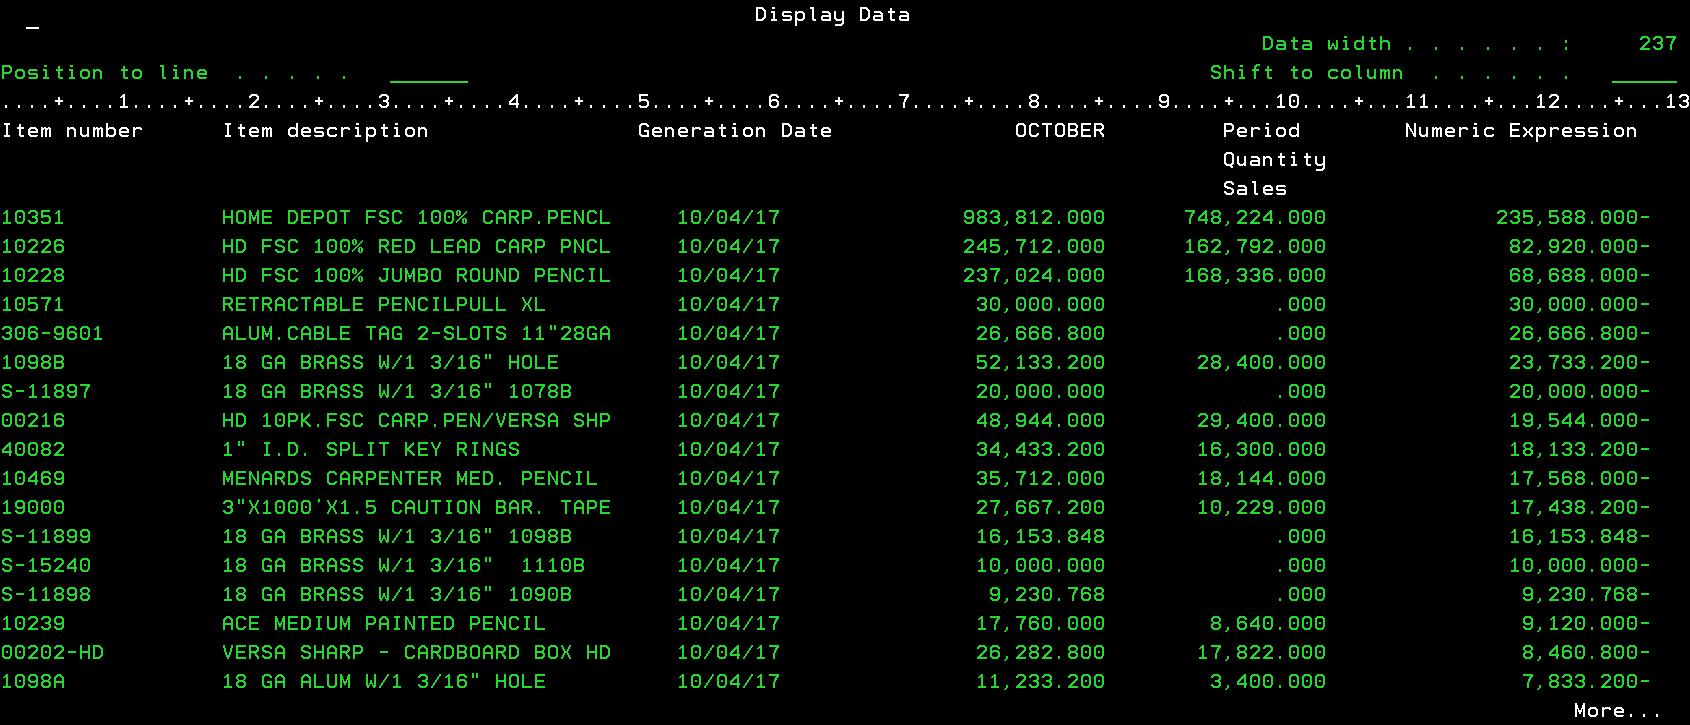 Display Data
_
Data width . . . . . . :     237
Position to line  . . . . .   ______          Shift to column  . . . . . .   _____
....+....1....+....2....+....3....+....4....+....5....+....6....+....7....+....8....+....9....+...10....+...11....+...12....+...13
Item number      Item description                Generation Date              OCTOBER         Period        Numeric Expression
Quantity
Sales
10351            HOME DEPOT FSC 100% CARP.PENCL     10/04/17              983,812.000      748,224.000             235,588.000-
10226            HD FSC 100% RED LEAD CARP PNCL     10/04/17              245,712.000      162,792.000              82,920.000-
10228            HD FSC 100% JUMBO ROUND PENCIL     10/04/17              237,024.000      168,336.000              68,688.000-
10571            RETRACTABLE PENCILPULL XL          10/04/17               30,000.000             .000              30,000.000-
306-9601         ALUM.CABLE TAG 2-SLOTS 11"28GA     10/04/17               26,666.800             .000              26,666.800-
1098B            18 GA BRASS W/1 3/16" HOLE         10/04/17               52,133.200       28,400.000              23,733.200-
S-11897          18 GA BRASS W/1 3/16" 1078B        10/04/17               20,000.000             .000              20,000.000-
00216            HD 10PK.FSC CARP.PEN/VERSA SHP     10/04/17               48,944.000       29,400.000              19,544.000-
40082            1" I.D. SPLIT KEY RINGS            10/04/17               34,433.200       16,300.000              18,133.200-
10469            MENARDS CARPENTER MED. PENCIL      10/04/17               35,712.000       18,144.000              17,568.000-
19000            3"X1000'X1.5 CAUTION BAR. TAPE     10/04/17               27,667.200       10,229.000              17,438.200-
S-11899          18 GA BRASS W/1 3/16" 1098B        10/04/17               16,153.848             .000              16,153.848-
S-15240          18 GA BRASS W/1 3/16"  1110B       10/04/17               10,000.000             .000              10,000.000-
S-11898          18 GA BRASS W/1 3/16" 1090B        10/04/17                9,230.768             .000               9,230.768-
10239            ACE MEDIUM PAINTED PENCIL          10/04/17               17,760.000        8,640.000               9,120.000-
00202-HD         VERSA SHARP - CARDBOARD BOX HD     10/04/17               26,282.800       17,822.000               8,460.800-
1098A            18 GA ALUM W/1 3/16" HOLE          10/04/17               11,233.200        3,400.000               7,833.200-
More...